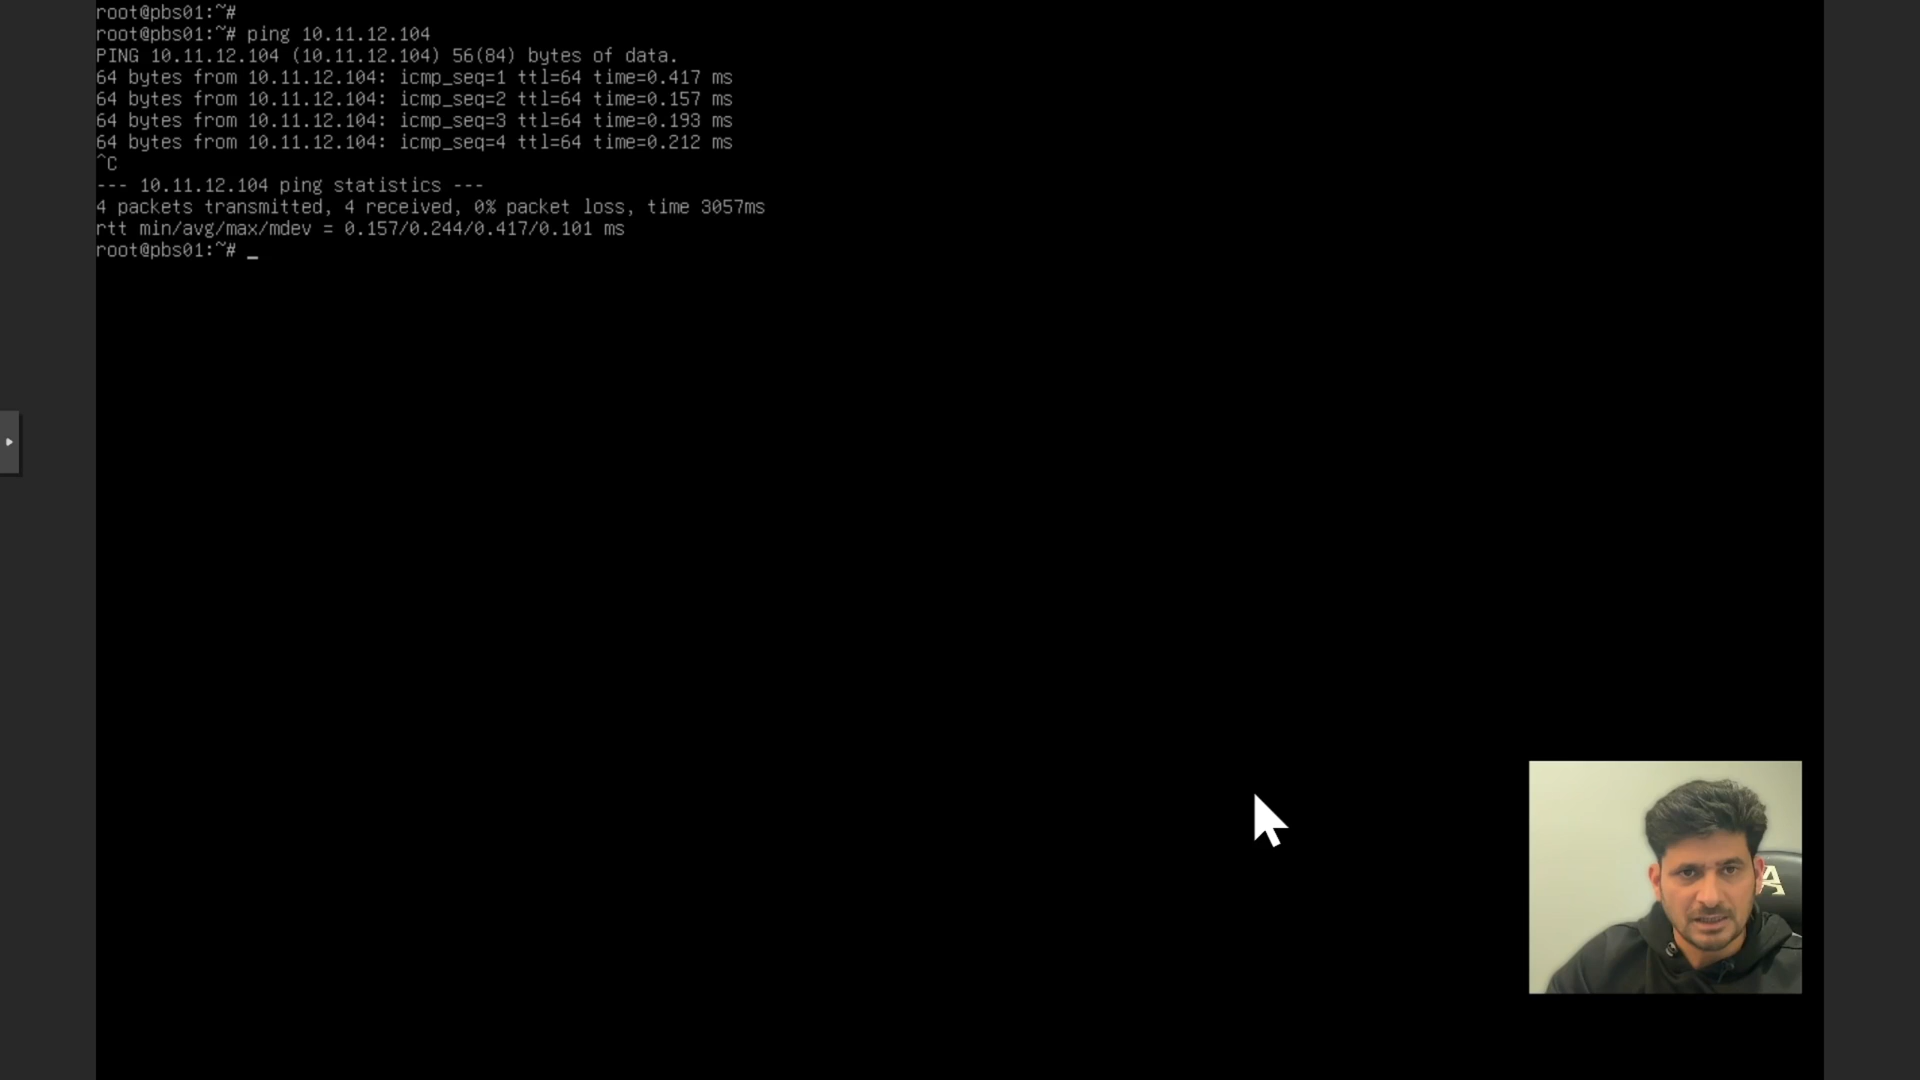 root@pbs01:~#
root@pbs01:~# ping 10.11.12.104
PING 10.11.12.104 (10.11.12.104) 56(84) bytes of data.
64 bytes from 10.11.12.104: icmp_seq=1 ttl=64 time=0.417 ms
64 bytes from 10.11.12.104: icmp_seq=2 ttl=64 time=0.157 ms
64 bytes from 10.11.12.104: icmp_seq=3 ttl=64 time=0.193 ms
64 bytes from 10.11.12.104: icmp_seq=4 ttl=64 time=0.212 ms
^C
--- 10.11.12.104 ping statistics ---
4 packets transmitted, 4 received, 0% packet loss, time 3057ms
rtt min/avg/max/mdev = 0.157/0.244/0.417/0.101 ms
root@pbs01:~# _
A